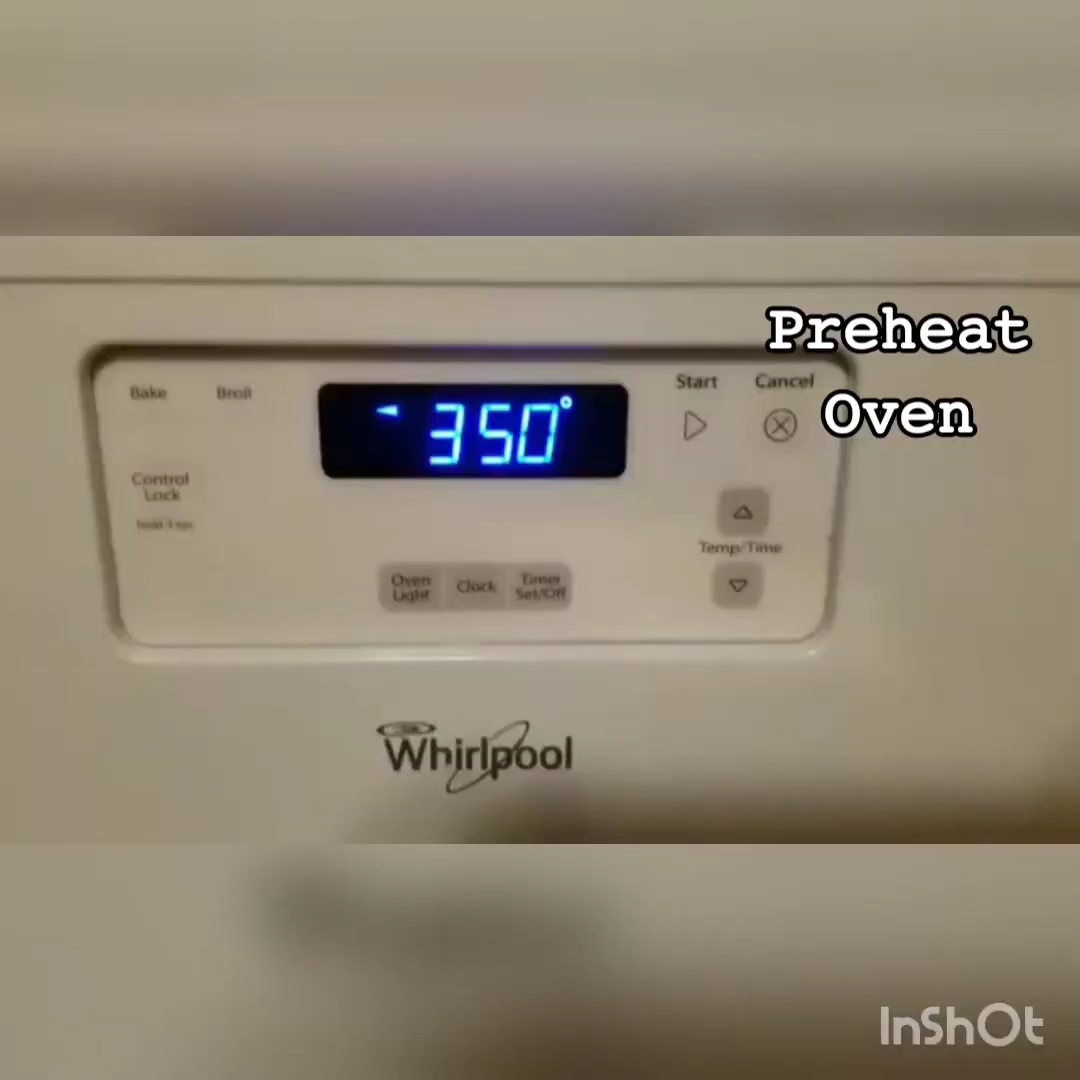 Preheat
Oven
Bake
Broil
350°
Start
Cancel
Control
Lock
Temp/Time
Oven
Light
Clock
Timer
Set/Off
Whirlpool
InShOt